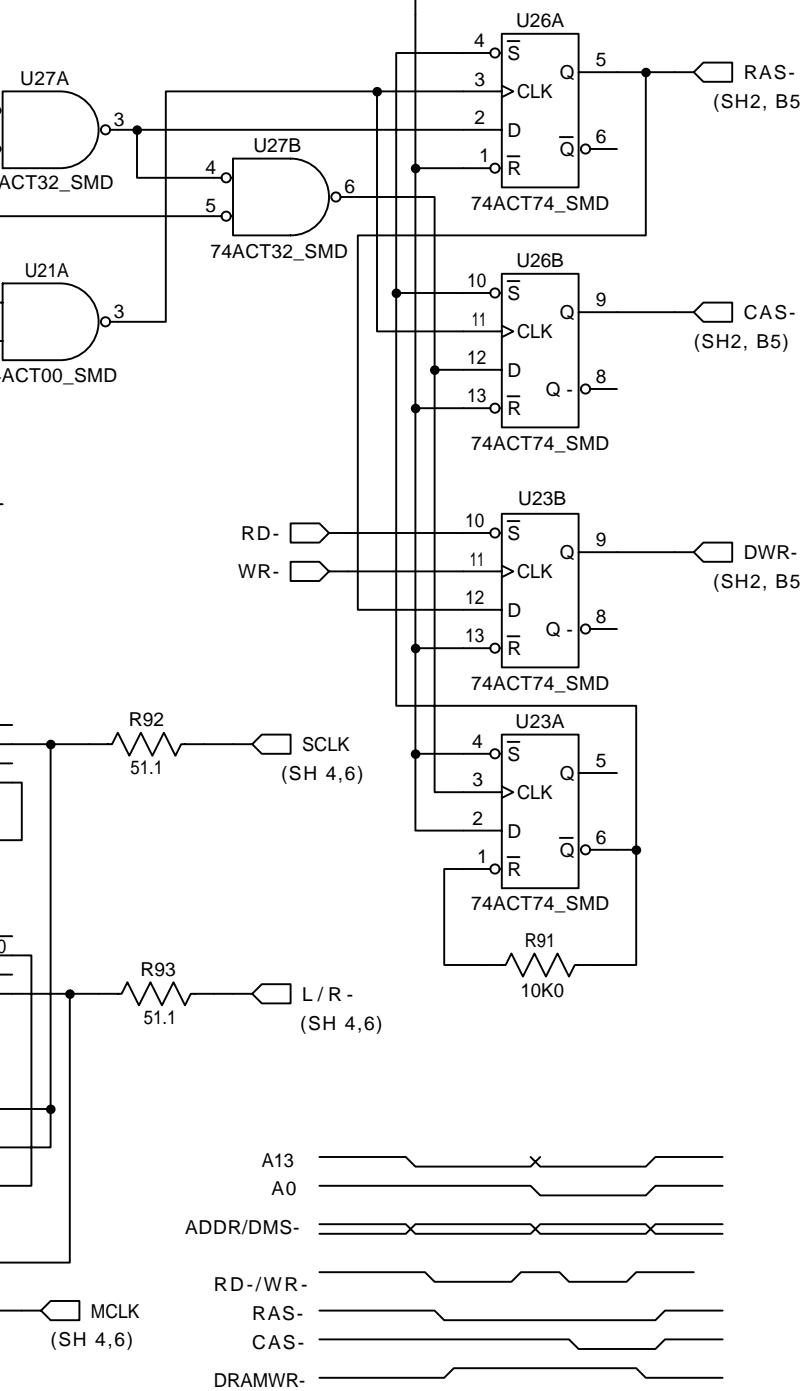 U26A
4
S
Q
5
RAS-
(SH2, B5
3
CLK
2
D
Q
6
1
R
74ACT74_SMD
U27A
3
ACT32_SMD
U27B
4
5
6
74ACT32_SMD
U21A
3
ACT00_SMD
U26B
10
S
Q
9
CAS-
(SH2, B5)
11
CLK
12
D
Q -
8
13
R
74ACT74_SMD
U23B
RD-
10
S
Q
9
DWR-
(SH2, B5
WR-
11
CLK
12
D
Q -
8
13
R
74ACT74_SMD
U23A
4
S
Q
5
3
CLK
2
D
Q
6
1
R
74ACT74_SMD
R91
10K0
R92
51.1
SCLK
(SH 4,6)
0
R93
51.1
L/R-
(SH 4,6)
MCLK
(SH 4,6)
A13
A0
ADDR/DMS-
RD-/WR-
RAS-
CAS-
DRAMWR-